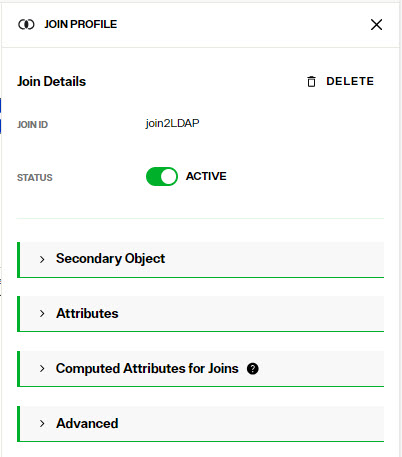 JOIN PROFILE
Join Details
DELETE
JOIN ID
join2LDAP
STATUS
ACTIVE
Secondary Object
Attributes
Computed Attributes for Joins ?
Advanced